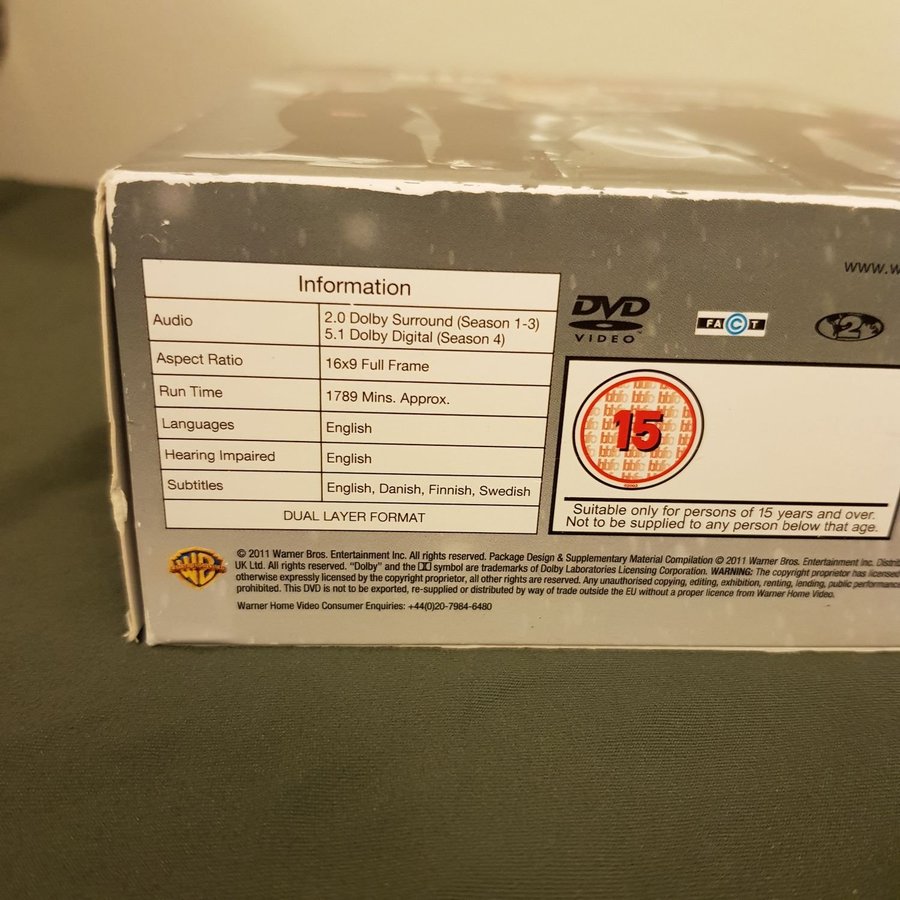 Information
Audio
2.0 Dolby Surround (Season 1-3)
5.1 Dolby Digital (Season 4)
Aspect Ratio
16x9 Full Frame
Run Time
1789 Mins. Approx.
Languages
English
Hearing Impaired
English
Subtitles
English, Danish, Finnish, Swedish
DUAL LAYER FORMAT
www.w
DVD
VIDEO
FACT
2
15
Suitable only for persons of 15 years and over.
Not to be supplied to any person below that age.
WB
© 2011 Warner Bros. Entertainment Inc. All rights reserved. Package Design & Supplementary Material Compilation © 2011 Warner Bros. Entertainment Inc. Distrib
UK Ltd. All rights reserved. "Dolby" and the symbol are trademarks of Dolby Laboratories Licensing Corporation. WARNING: The copyright proprietor has licensed
otherwise expressly licensed by the copyright proprietor, all other rights are reserved. Any unauthorised copying, editing, exhibition, renting, lending, public performance
prohibited. This DVD is not to be exported, re-supplied or distributed by way of trade outside the EU without a proper licence from Warner Home Video.
Warner Home Video Consumer Enquiries: +44(0)20-7984-6480